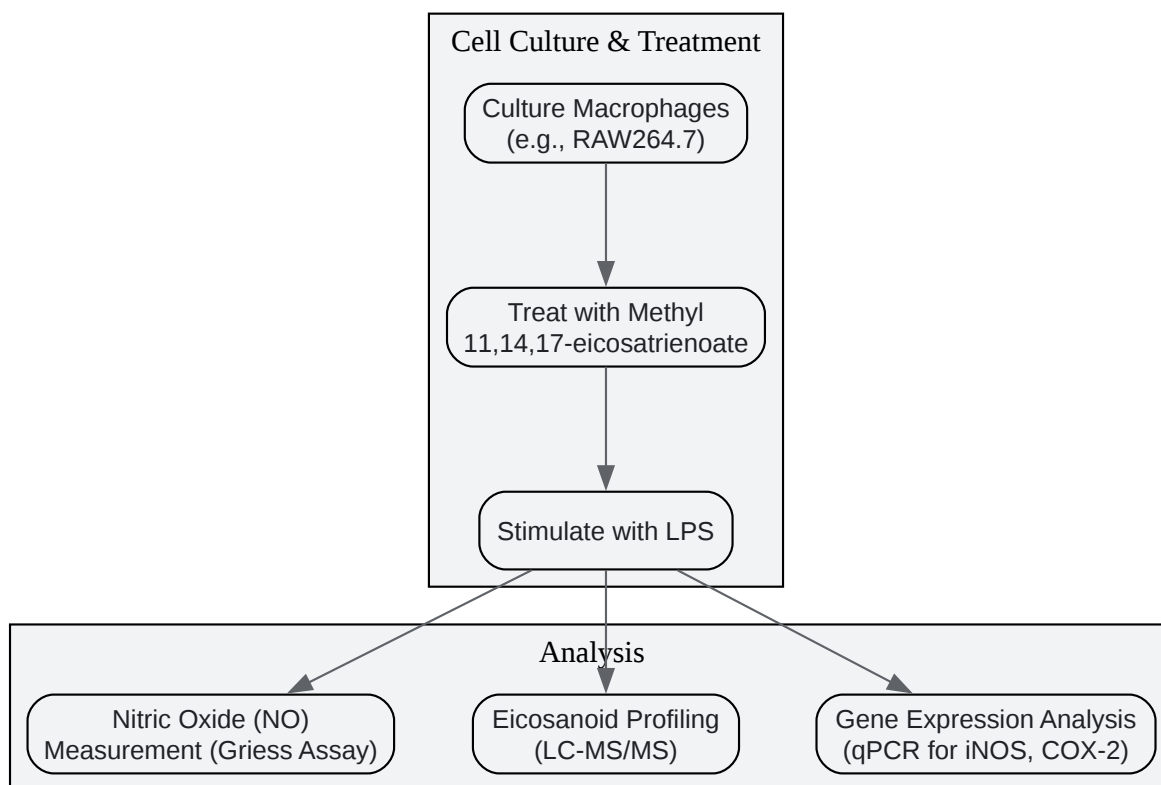 Cell Culture & Treatment
Culture Macrophages
(e.g., RAW264.7)
Treat with Methyl
11,14,17-eicosatrienoate
Stimulate with LPS
Analysis
Nitric Oxide (NO)
Measurement (Griess Assay)
Eicosanoid Profiling
(LC-MS/MS)
Gene Expression Analysis
(qPCR for iNOS, COX-2)